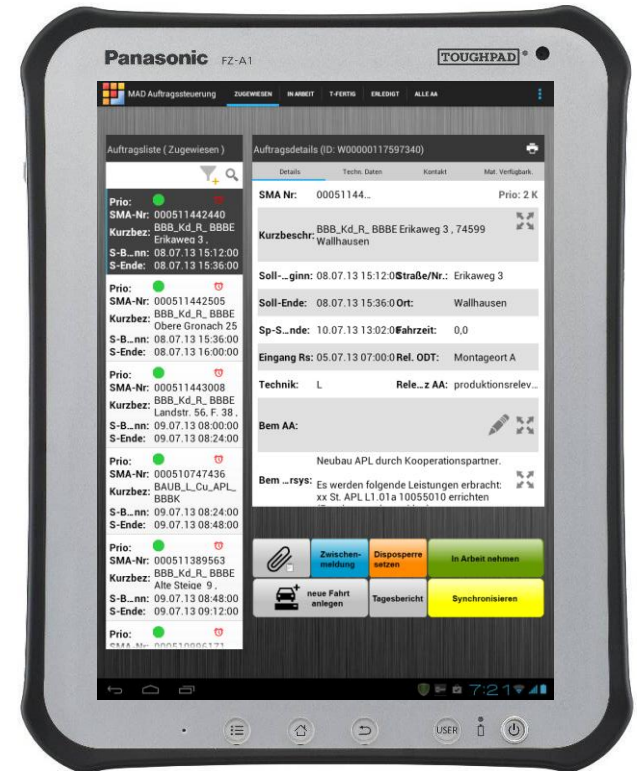 Panasonic FZ-A1 TOUGHPAD
MAD Auftragssteuerung ZUGEWIESEN IN ARBEIT T-FERTIG ERLEDIGT ALLE AA
Auftragsliste ( Zugewiesen )
Prio:
SMA-Nr: 000511442440
Kurzbez: BBB_Kd_R_ BBBE
Erikaweg 3 ,
S-B...nn: 08.07.13 15:12:00
S-Ende: 08.07.13 15:36:00
Prio:
SMA-Nr: 000511442505
Kurzbez: BBB_Kd_R_ BBBE
Obere Gronach 25
S-B...nn: 08.07.13 15:36:00
S-Ende: 08.07.13 16:00:00
Prio:
SMA-Nr: 000511443008
Kurzbez: BBB_Kd_R_ BBBE
Landstr. 56, F. 38 ,
S-B...nn: 09.07.13 08:00:00
S-Ende: 09.07.13 08:24:00
Prio:
SMA-Nr: 000510747436
Kurzbez: BAUB_L_Cu_APL_
BBBK
S-B...nn: 09.07.13 08:24:00
S-Ende: 09.07.13 08:48:00
Prio:
SMA-Nr: 000511389563
Kurzbez: BBB_Kd_R_ BBBE
Alte Steige 9 ,
S-B...nn: 09.07.13 08:48:00
S-Ende: 09.07.13 09:12:00
Prio:
Auftragsdetails (ID: W00000117597340)
Details Techn. Daten Kontakt Mat. Verfügbark.
SMA Nr: 00051144... Prio: 2 K
Kurzbeschr: BBB_Kd_R_ BBBE Erikaweg 3 , 74599
Wallhausen
Soll-...ginn: 08.07.13 15:12:0 Straße/Nr.: Erikaweg 3
Soll-Ende: 08.07.13 15:36:0 Ort: Wallhausen
Sp-S...nde: 10.07.13 13:02:0 Fahrzeit: 0,0
Eingang Rs: 05.07.13 07:00:0 Rel. ODT: Montageort A
Technik: L Rele...z AA: produktionsrelev...
Bem AA:
Neubau APL durch Kooperationspartner.
Bem ...rsys: Es werden folgende Leistungen erbracht:
xx St. APL L1.01a 10055010 errichten
Zwischen-
meldung
Disposperre
setzen
In Arbeit nehmen
neue Fahrt
anlegen
Tagesbericht
Synchronisieren
7:21
USER